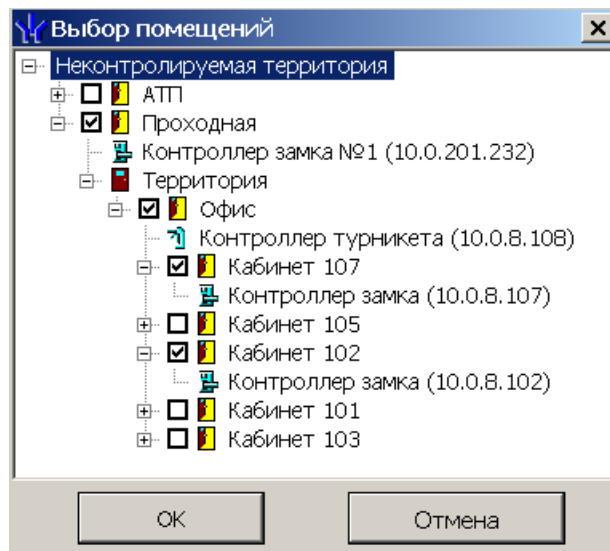 Выбор помещений
Неконтролируемая территория
АТП
Проходная
Контроллер замка №1 (10.0.201.232)
Территория
Офис
Контроллер турникета (10.0.8.108)
Кабинет 107
Контроллер замка (10.0.8.107)
Кабинет 105
Кабинет 102
Контроллер замка (10.0.8.102)
Кабинет 101
Кабинет 103
ОК
Отмена